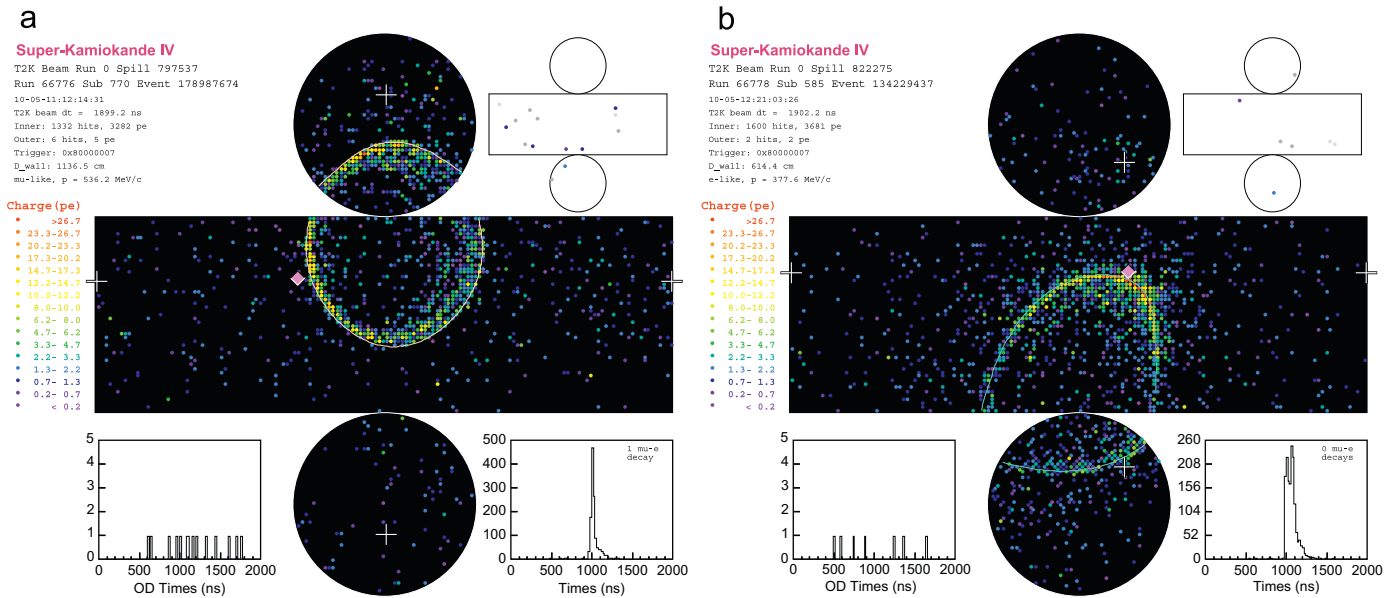 a
Super-Kamiokande IV
T2K Beam Run 0 Spill 797537
Run 66776 Sub 770 Event 178987674
10-05-11:12:14:31
T2K beam dt = 1899.2 ns
Inner: 1332 hits, 3282 pe
Outer: 6 hits, 5 pe
Trigger: 0x80000007
D_wall: 1136.5 cm
mu-like, p = 536.2 MeV/c
Charge(pe)
>26.7
23.3-26.7
20.2-23.3
17.3-20.2
14.7-17.3
12.2-14.7
10.0-12.2
8.0-10.0
6.2- 8.0
4.7- 6.2
3.3- 4.7
2.2- 3.3
1.3- 2.2
0.7- 1.3
0.2- 0.7
< 0.2
5
4
3
2
1
0
0 500 1000 1500 2000
OD Times (ns)
1 mu-e
decay
500
400
300
200
100
0
0 500 1000 1500 2000
Times (ns)
b
Super-Kamiokande IV
T2K Beam Run 0 Spill 822275
Run 66778 Sub 585 Event 134229437
10-05-12:21:03:26
T2K beam dt = 1902.2 ns
Inner: 1600 hits, 3681 pe
Outer: 2 hits, 2 pe
Trigger: 0x80000007
D_wall: 614.4 cm
e-like, p = 377.6 MeV/c
Charge(pe)
>26.7
23.3-26.7
20.2-23.3
17.3-20.2
14.7-17.3
12.2-14.7
10.0-12.2
8.0-10.0
6.2- 8.0
4.7- 6.2
3.3- 4.7
2.2- 3.3
1.3- 2.2
0.7- 1.3
0.2- 0.7
< 0.2
5
4
3
2
1
0
0 500 1000 1500 2000
OD Times (ns)
0 mu-e
decays
260
208
156
104
52
0
0 500 1000 1500 2000
Times (ns)